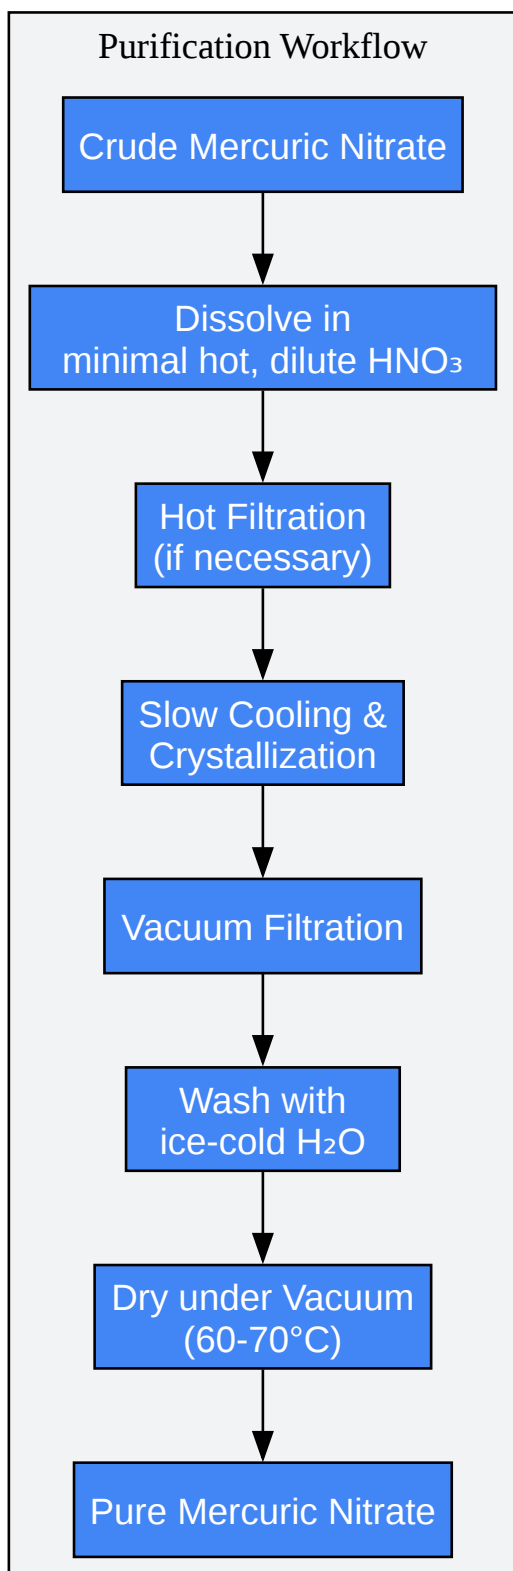 Purification Workflow
Crude Mercuric Nitrate
Dissolve in
minimal hot, dilute HNO₃
Hot Filtration
(if necessary)
Slow Cooling &
Crystallization
Vacuum Filtration
Wash with
ice-cold H₂O
Dry under Vacuum
(60-70°C)
Pure Mercuric Nitrate